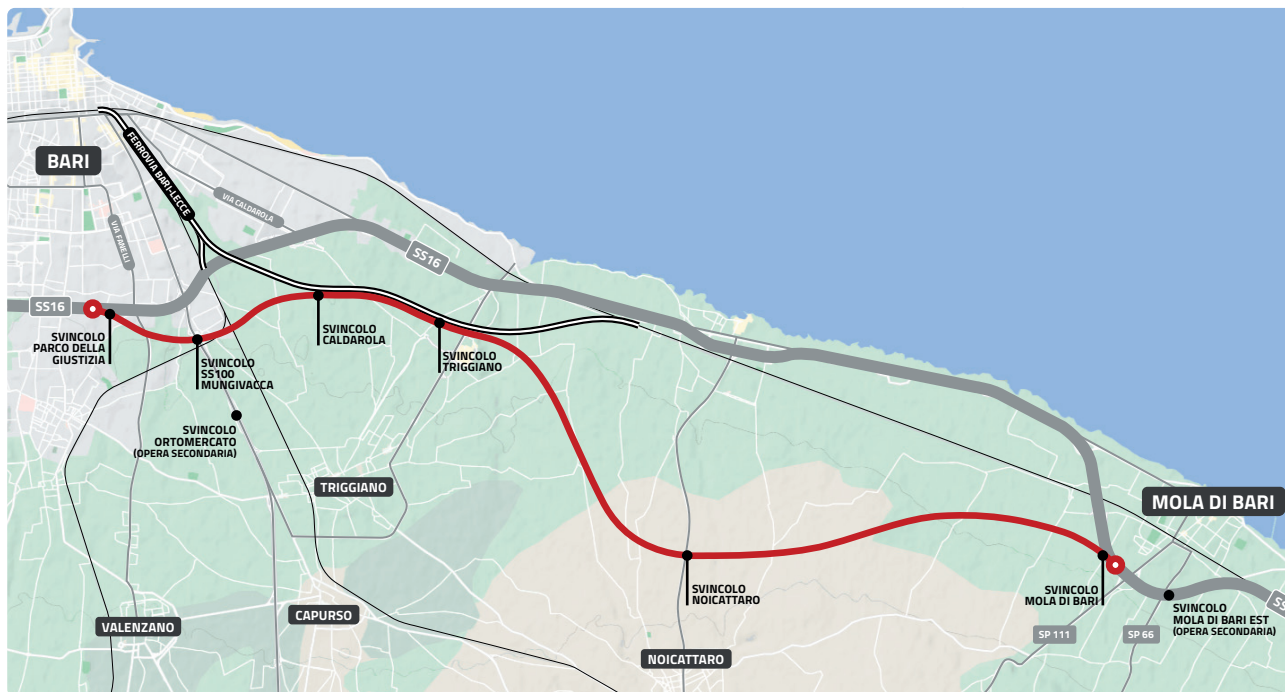 BARI
FERROVIA BARI-LECCE
VIA CALDAROLA
VIA FANELLI
SS16
SS16
SVINCOLO
PARCO DELLA
GIUSTIZIA
SVINCOLO
SS100
MUNGIVACCA
SVINCOLO
CALDAROLA
SVINCOLO
TRIGGIANO
SVINCOLO
ORTOMERCATO
(OPERA SECONDARIA)
TRIGGIANO
MOLA DI BARI
SVINCOLO
NOICATTARO
SVINCOLO
MOLA DI BARI
SVINCOLO
MOLA DI BARI EST
(OPERA SECONDARIA)
CAPURSO
VALENZANO
SP 111
SP 66
NOICATTARO